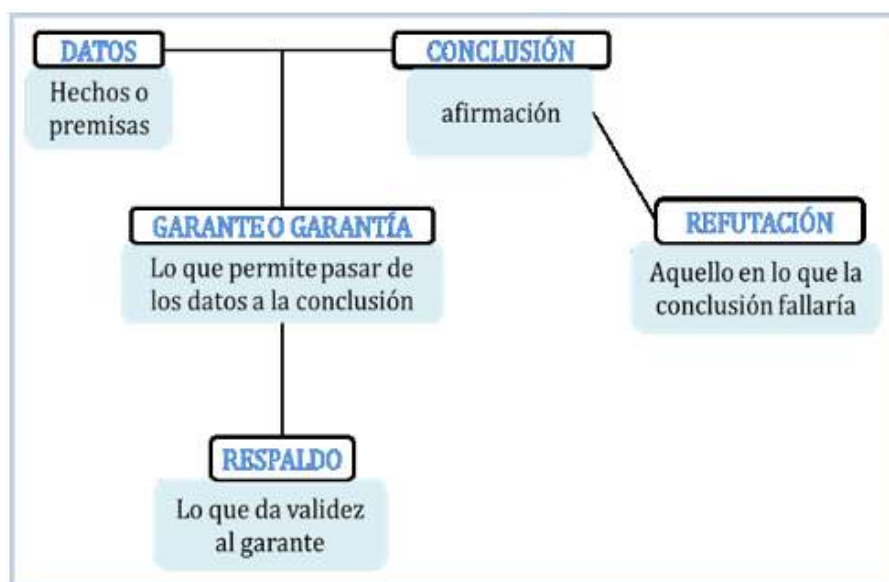 DATOS
Hechos o
premisas
CONCLUSIÓN
afirmación
GARANTE O GARANTÍA
Lo que permite pasar de
los datos a la conclusión
REFUTACIÓN
Aquello en lo que la
conclusión fallaría
RESPALDO
Lo que da validez
al garante